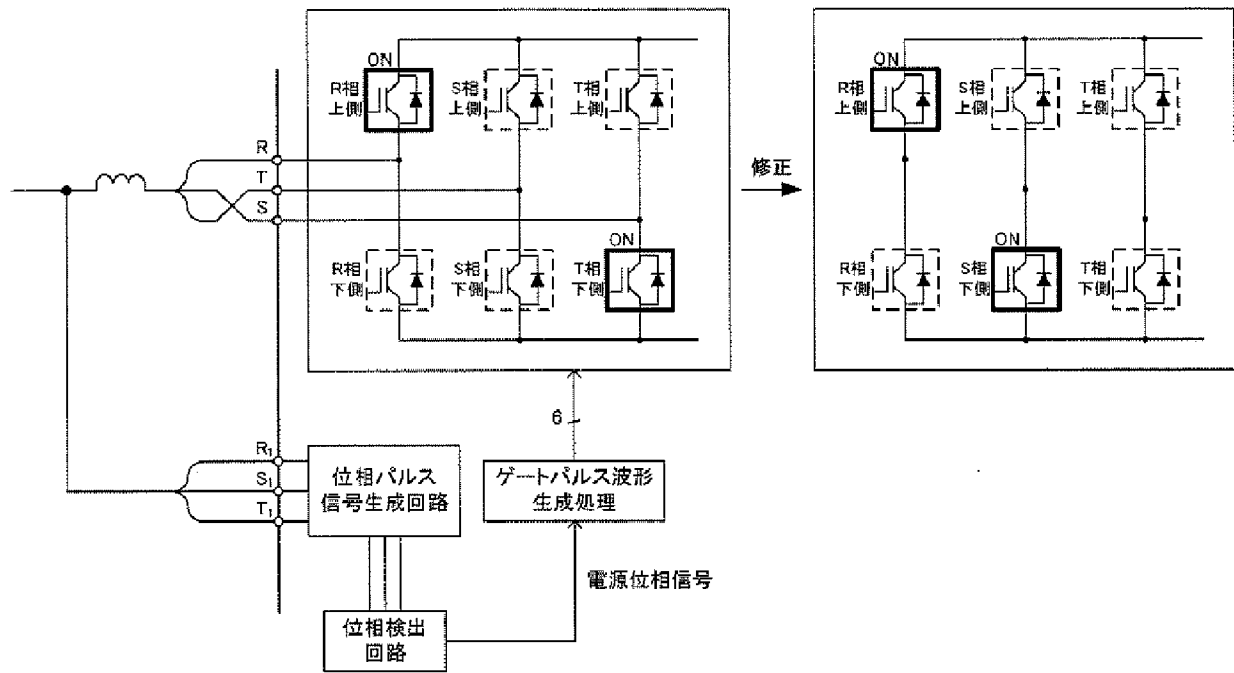 ON
R相
上側
S相
上側
T相
上側
R
T
S
ON
R相
下側
S相
下側
T相
下側
修正
ON
R相
上側
S相
上側
T相
上側
ON
R相
下側
S相
下側
T相
下側
6
R1
S1
T1
位相パルス
信号生成回路
ゲートパルス波形
生成処理
電源位相信号
位相検出
回路